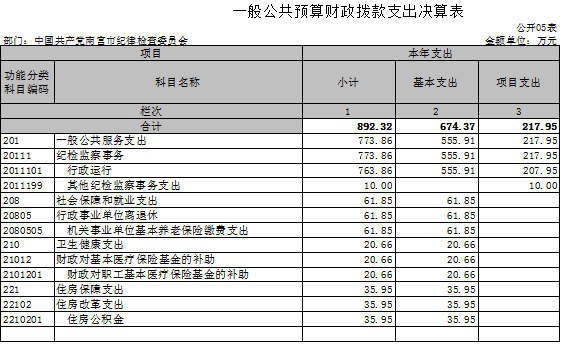 一般公共预算财政拨款支出决算表
公开05表
部门：中国共产党南宫市纪律检查委员会 金额单位：万元
项目 本年支出
功能分类科目编码 科目名称 小计 基本支出 项目支出
栏次 1 2 3
合计 892.32 674.37 217.95
201 一般公共服务支出 773.86 555.91 217.95
20111 纪检监察事务 773.86 555.91 217.95
2011101 行政运行 763.86 555.91 207.95
2011199 其他纪检监察事务支出 10.00 10.00
208 社会保障和就业支出 61.85 61.85
20805 行政事业单位离退休 61.85 61.85
2080505 机关事业单位基本养老保险缴费支出 61.85 61.85
210 卫生健康支出 20.66 20.66
21012 财政对基本医疗保险基金的补助 20.66 20.66
2101201 财政对职工基本医疗保险基金的补助 20.66 20.66
221 住房保障支出 35.95 35.95
22102 住房改革支出 35.95 35.95
2210201 住房公积金 35.95 35.95